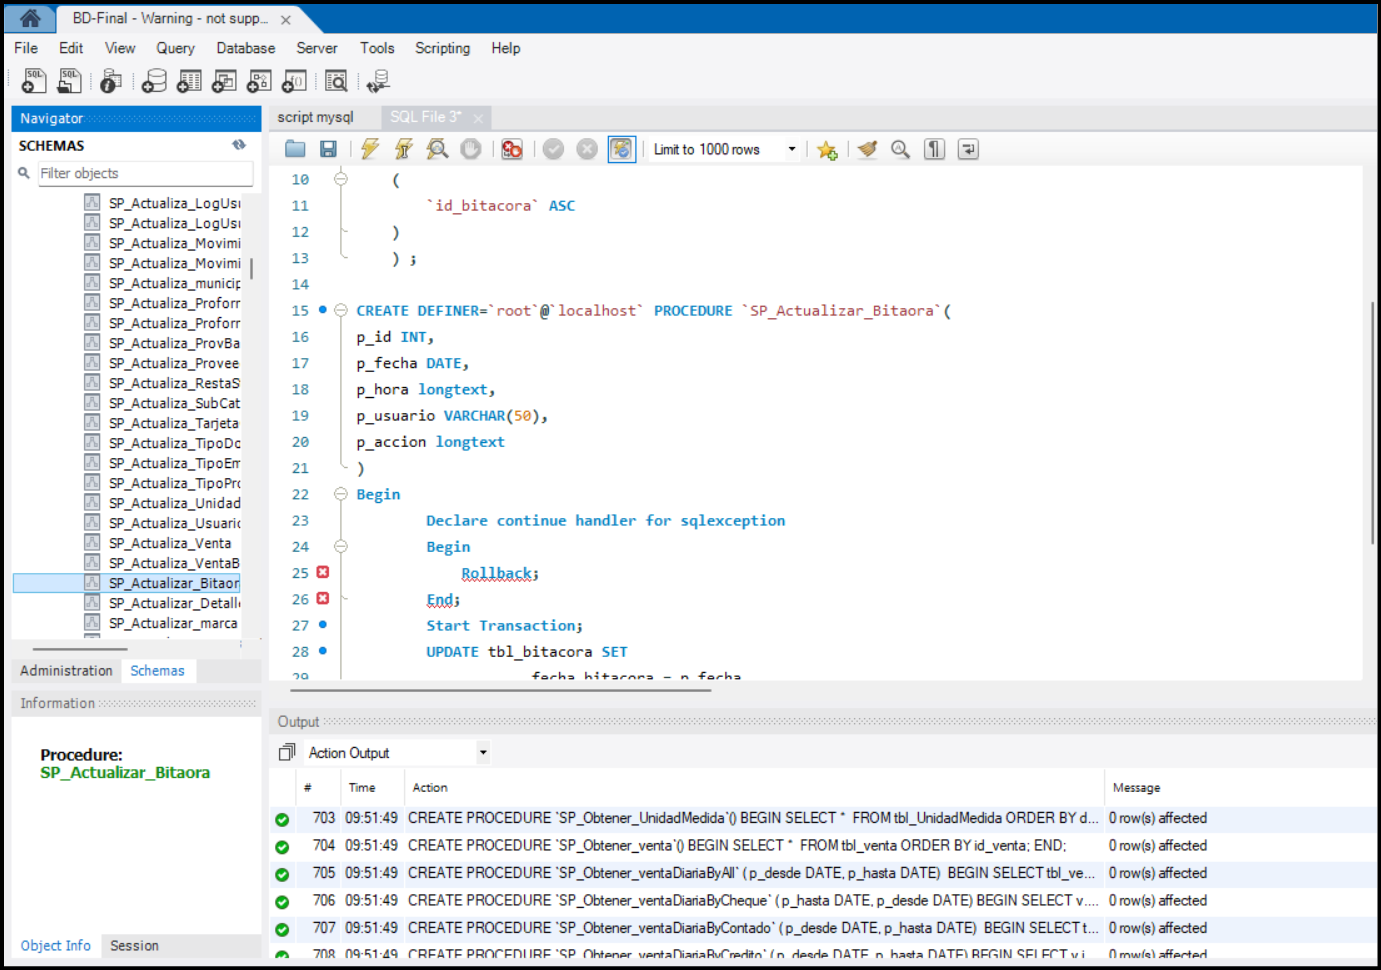 BD-Final - Warning - not supp...
File Edit View Query Database Server Tools Scripting Help
Navigator
SCHEMAS
Filter objects
SP_Actualiza_LogUsu
SP_Actualiza_LogUsu
SP_Actualiza_Movimi
SP_Actualiza_Movimi
SP_Actualiza_municip
SP_Actualiza_Proforr
SP_Actualiza_Proforr
SP_Actualiza_ProvBa
SP_Actualiza_Provee
SP_Actualiza_RestaS
SP_Actualiza_SubCat
SP_Actualiza_Tarjeta
SP_Actualiza_TipoDo
SP_Actualiza_TipoEm
SP_Actualiza_TipoPro
SP_Actualiza_Unidad
SP_Actualiza_Usuario
SP_Actualiza_Venta
SP_Actualiza_VentaB
SP_Actualizar_Bitaor
SP_Actualizar_Detall
SP_Actualizar_marca
Administration Schemas
Information
Procedure:
SP_Actualizar_Bitaora
Object Info Session
script mysql SQL File 3*
Limit to 1000 rows
10 (
11 `id_bitacora` ASC
12 )
13 ) ;
14
15 CREATE DEFINER=`root`@`localhost` PROCEDURE `SP_Actualizar_Bitaora`(
16 p_id INT,
17 p_fecha DATE,
18 p_hora longtext,
19 p_usuario VARCHAR(50),
20 p_accion longtext
21 )
22 Begin
23 Declare continue handler for sqlexception
24 Begin
25 Rollback;
26 End;
27 Start Transaction;
28 UPDATE tbl_bitacora SET
29 fecha_bitacora = p_fecha
Output
Action Output
# Time Action Message
703 09:51:49 CREATE PROCEDURE `SP_Obtener_UnidadMedida`() BEGIN SELECT * FROM tbl_UnidadMedida ORDER BY d... 0 row(s) affected
704 09:51:49 CREATE PROCEDURE `SP_Obtener_venta`() BEGIN SELECT * FROM tbl_venta ORDER BY id_venta; END; 0 row(s) affected
705 09:51:49 CREATE PROCEDURE `SP_Obtener_ventaDiariaByAll` ( p_desde DATE, p_hasta DATE) BEGIN SELECT tbl_ve... 0 row(s) affected
706 09:51:49 CREATE PROCEDURE `SP_Obtener_ventaDiariaByCheque` ( p_hasta DATE, p_desde DATE) BEGIN SELECT v.... 0 row(s) affected
707 09:51:49 CREATE PROCEDURE `SP_Obtener_ventaDiariaByContado` ( p_desde DATE, p_hasta DATE) BEGIN SELECT t... 0 row(s) affected
708 09:51:49 CREATE PROCEDURE `SP_Obtener_ventaDiariaByCredito` ( p_desde DATE, p_hasta DATE) BEGIN SELECT v.i... 0 row(s) affected